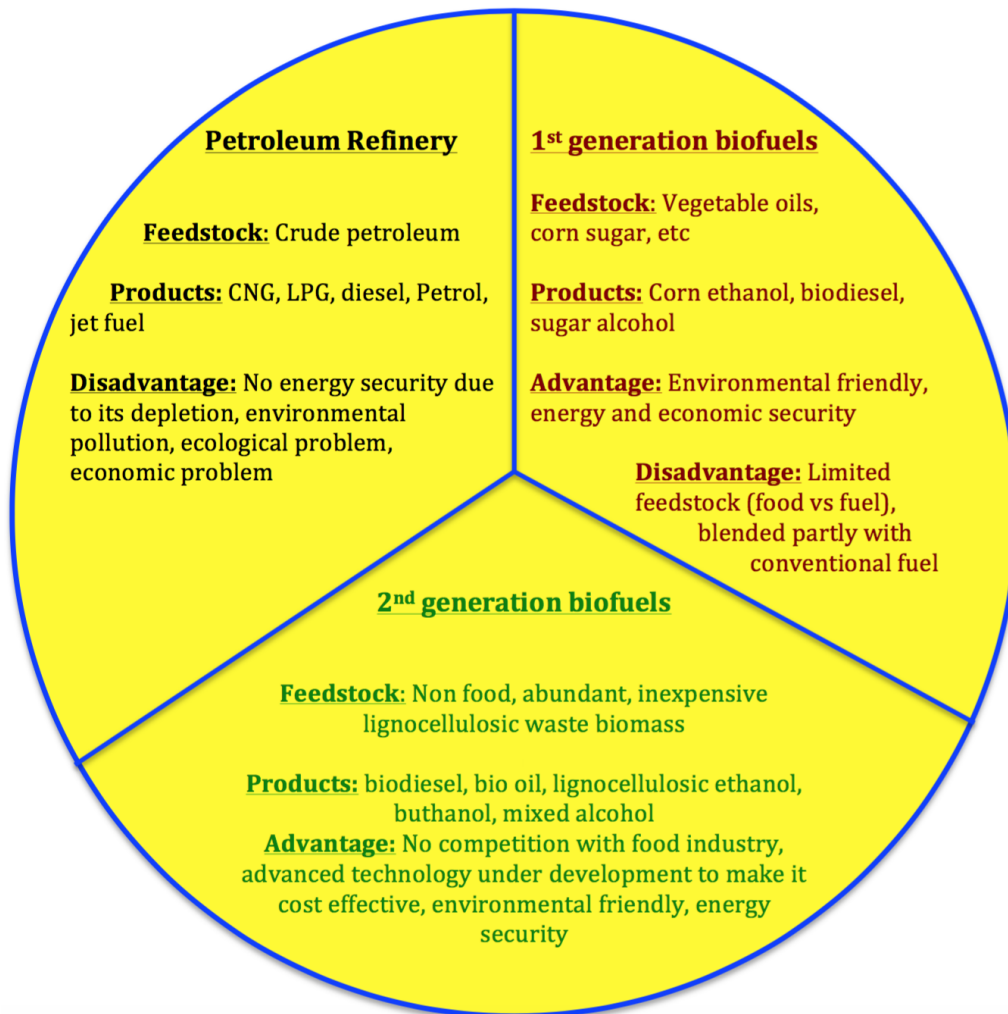 Petroleum Refinery
Feedstock: Crude petroleum
Products: CNG, LPG, diesel, Petrol,
jet fuel
Disadvantage: No energy security due
to its depletion, environmental
pollution, ecological problem,
economic problem
1st generation biofuels
Feedstock: Vegetable oils,
corn sugar, etc
Products: Corn ethanol, biodiesel,
sugar alcohol
Advantage: Environmental friendly,
energy and economic security
Disadvantage: Limited
feedstock (food vs fuel),
blended partly with
conventional fuel
2nd generation biofuels
Feedstock: Non food, abundant, inexpensive
lignocellulosic waste biomass
Products: biodiesel, bio oil, lignocellulosic ethanol,
buthanol, mixed alcohol
Advantage: No competition with food industry,
advanced technology under development to make it
cost effective, environmental friendly, energy
security